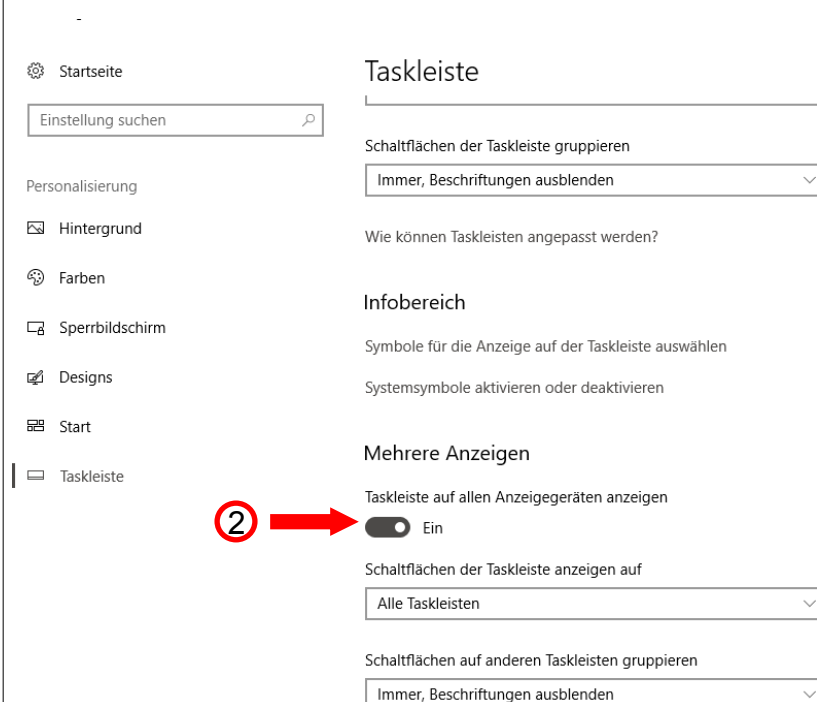 Startseite
Einstellung suchen
Personalisierung
Hintergrund
Farben
Sperrbildschirm
Designs
Start
Taskleiste
Taskleiste
Schaltflächen der Taskleiste gruppieren
Immer, Beschriftungen ausblenden
Wie können Taskleisten angepasst werden?
Infobereich
Symbole für die Anzeige auf der Taskleiste auswählen
Systemsymbole aktivieren oder deaktivieren
Mehrere Anzeigen
Taskleiste auf allen Anzeigegeräten anzeigen
2
Ein
Schaltflächen der Taskleiste anzeigen auf
Alle Taskleisten
Schaltflächen auf anderen Taskleisten gruppieren
Immer, Beschriftungen ausblenden